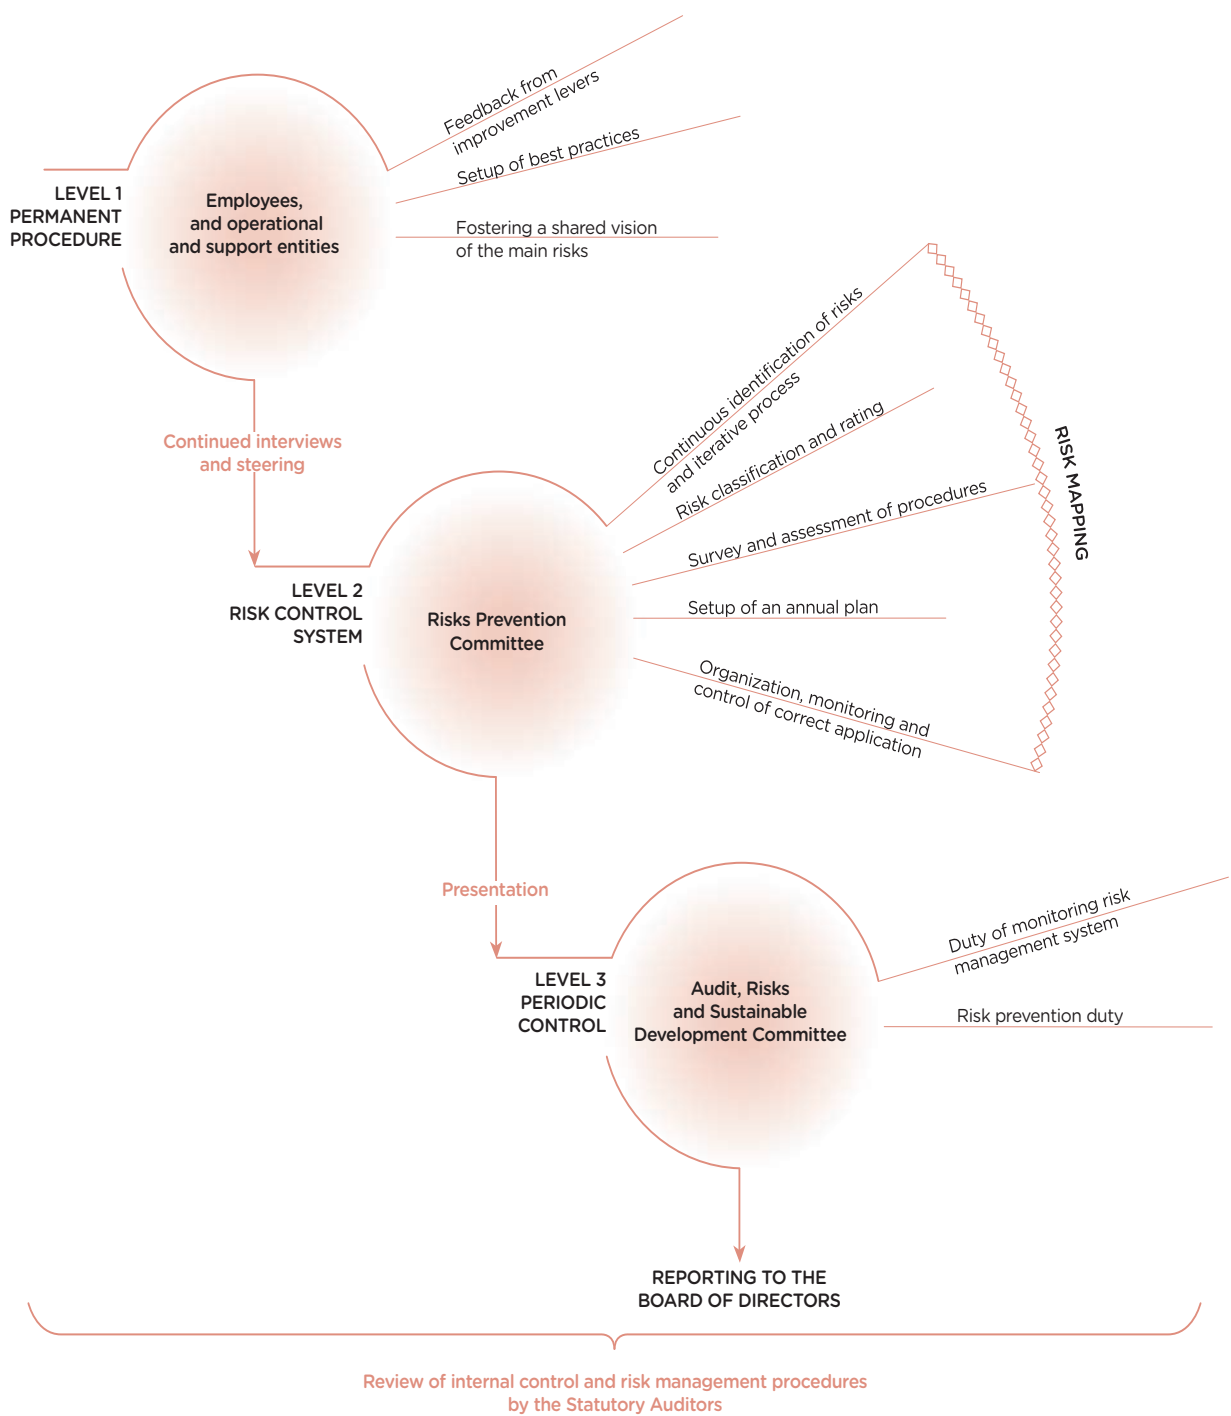 Feedback from
improvement levers
Setup of best practices
LEVEL 1
PERMANENT
PROCEDURE
Employees,
and operational
and support entities
Fostering a shared vision
of the main risks
Continued interviews
and steering
Continuous identification of risks
and iterative process
Risk classification and rating
Survey and assessment of procedures
Setup of an annual plan
Organization, monitoring and
control of correct application
RISK MAPPING
LEVEL 2
RISK CONTROL
SYSTEM
Risks Prevention
Committee
Presentation
LEVEL 3
PERIODIC
CONTROL
Audit, Risks
and Sustainable
Development Committee
Duty of monitoring risk
management system
Risk prevention duty
REPORTING TO THE
BOARD OF DIRECTORS
Review of internal control and risk management procedures
by the Statutory Auditors